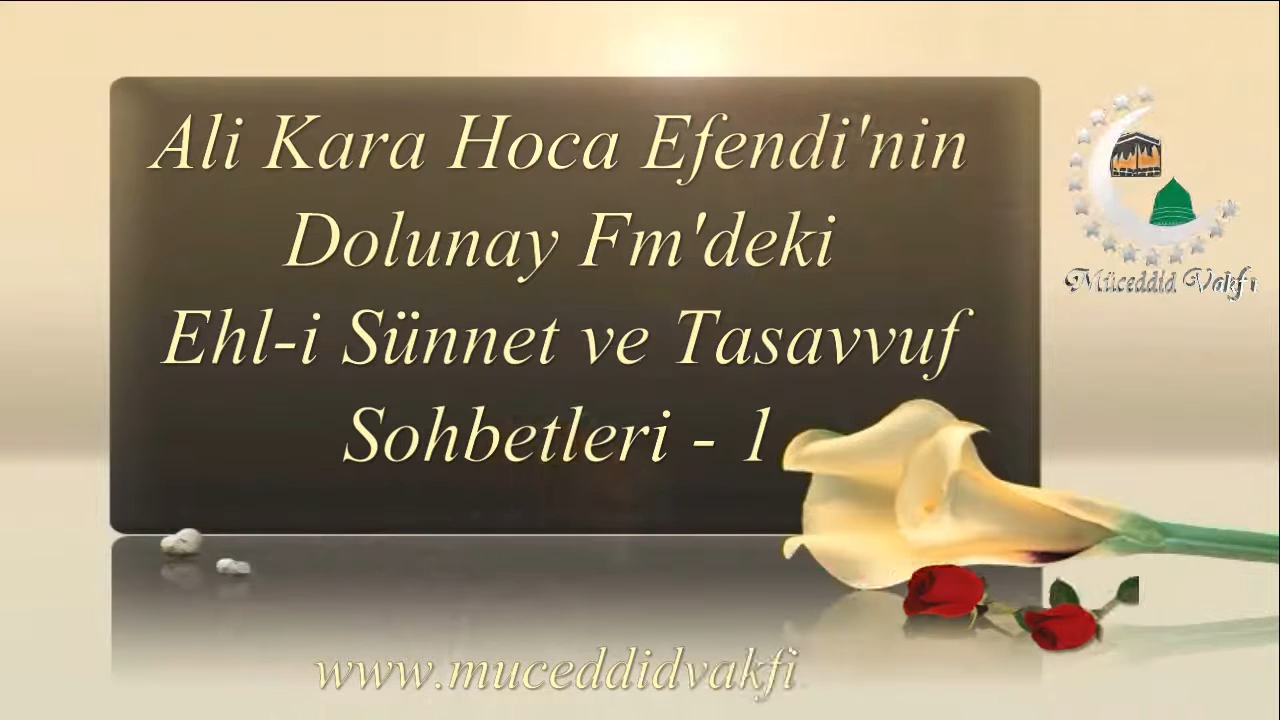 Ali Kara Hoca Efendi'nin
Dolunay Fm'deki
Ehl-i Sünnet ve Tasavvuf
Sohbetleri - 1
Müceddid Vakfı
www.muceddidvakfi